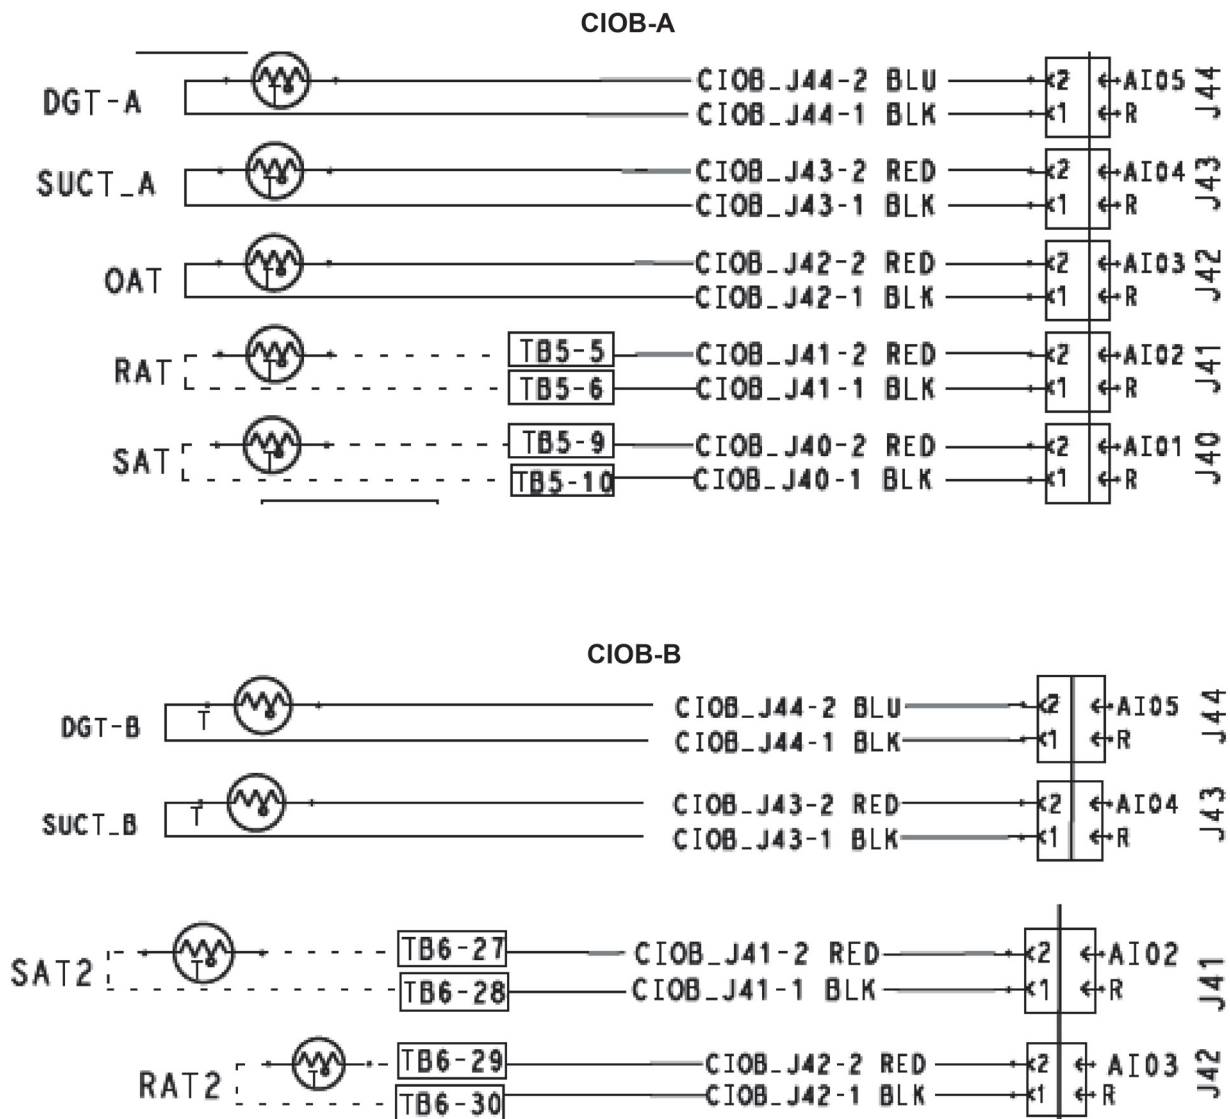 CIOB-A
DGT-A
CIOB_J44-2 BLU 2 AI05
CIOB_J44-1 BLK 1 R
J44
SUCT_A
CIOB_J43-2 RED 2 AI04
CIOB_J43-1 BLK 1 R
J43
OAT
CIOB_J42-2 RED 2 AI03
CIOB_J42-1 BLK 1 R
J42
RAT
TB5-5 CIOB_J41-2 RED 2 AI02
TB5-6 CIOB_J41-1 BLK 1 R
J41
SAT
TB5-9 CIOB_J40-2 RED 2 AI01
TB5-10 CIOB_J40-1 BLK 1 R
J40
T
T
T
T
T
CIOB-B
DGT-B
T
CIOB_J44-2 BLU 2 AI05
CIOB_J44-1 BLK 1 R
J44
SUCT_B
T
CIOB_J43-2 RED 2 AI04
CIOB_J43-1 BLK 1 R
J43
SAT2
T
TB6-27 CIOB_J41-2 RED 2 AI02
TB6-28 CIOB_J41-1 BLK 1 R
J41
RAT2
T
TB6-29 CIOB_J42-2 RED 2 AI03
TB6-30 CIOB_J42-1 BLK 1 R
J42